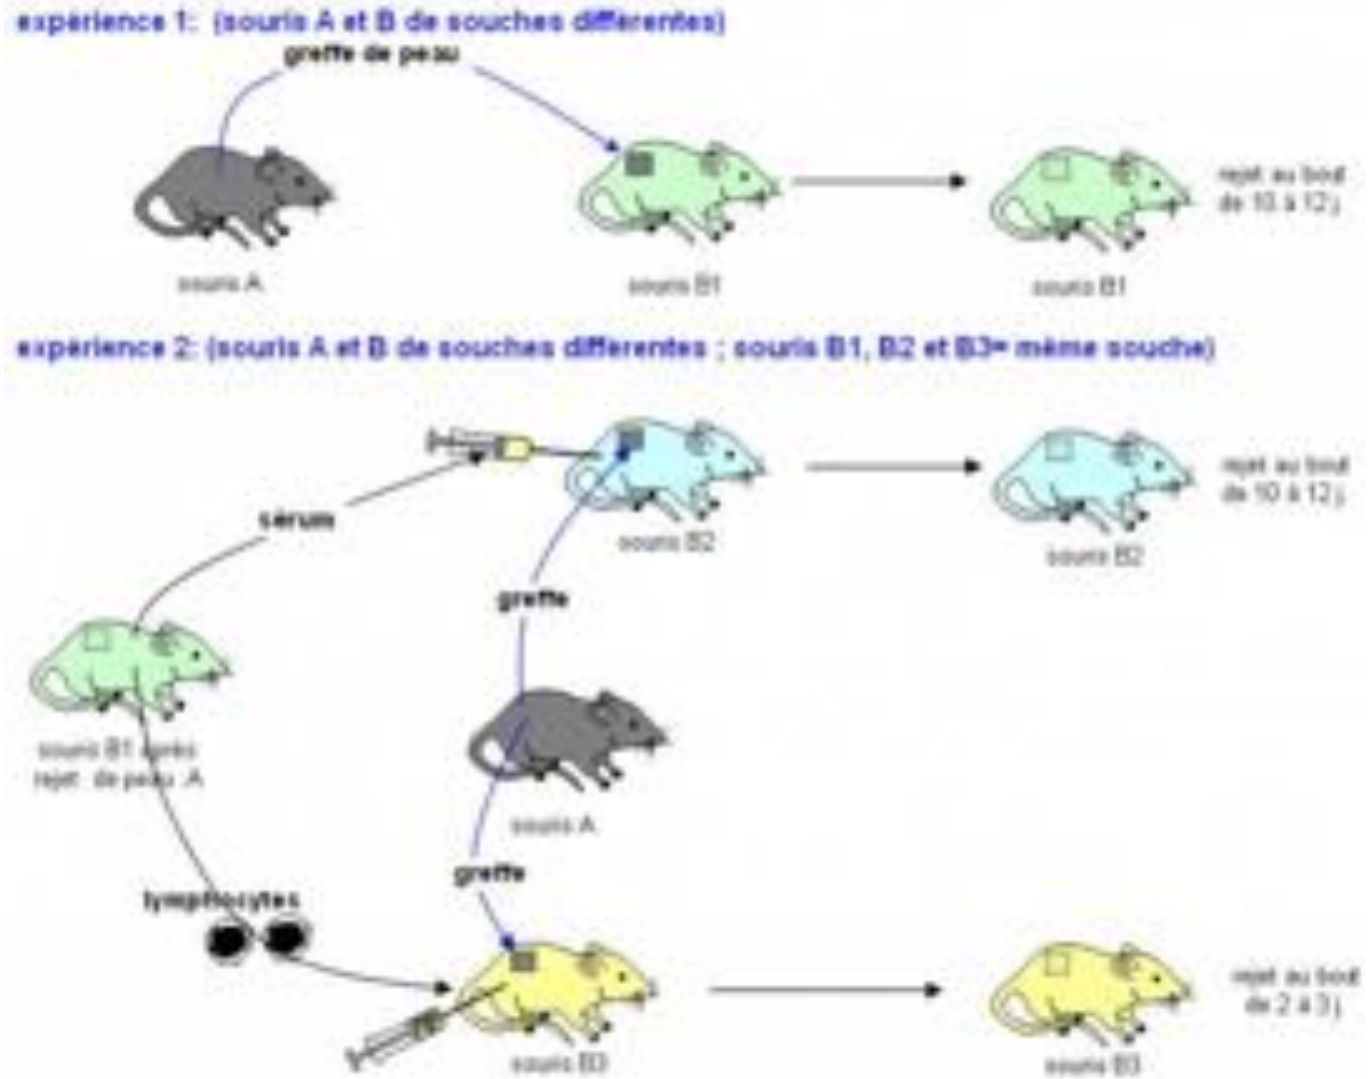 expérience 1: (souris A et B de souches différentes)
greffe de peau
souris A
souris B1
souris B1
rejet au bout
de 10 à 12 j.
expérience 2: (souris A et B de souches différentes ; souris B1, B2 et B3= même souche)
sérum
souris B2
souris B2
rejet au bout
de 10 à 12 j.
greffe
souris B1 après
rejet de peau A
souris A
greffe
lymphocytes
souris B3
souris B3
rejet au bout
de 2 à 3 j.